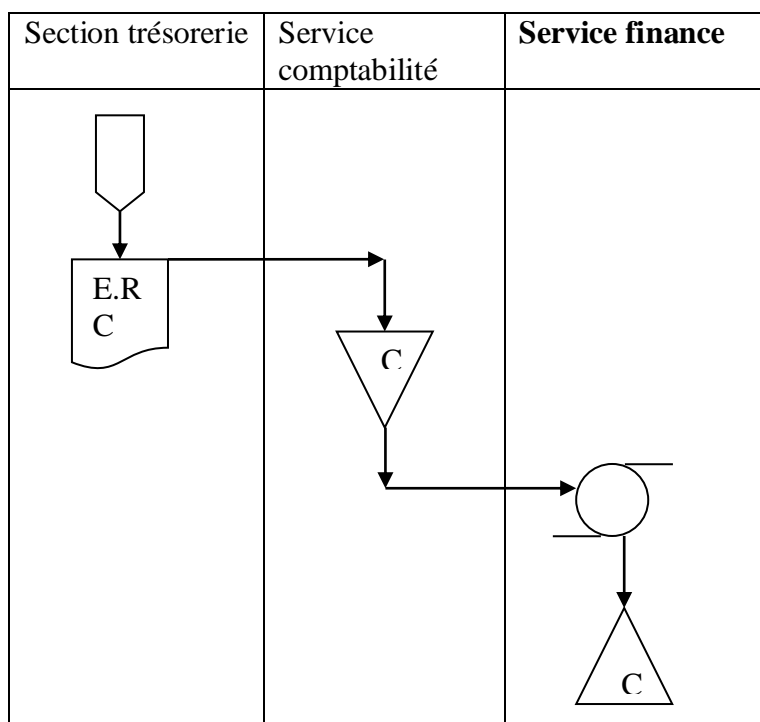 Section trésorerie
Service
comptabilité
Service finance
E.R
C
C
C